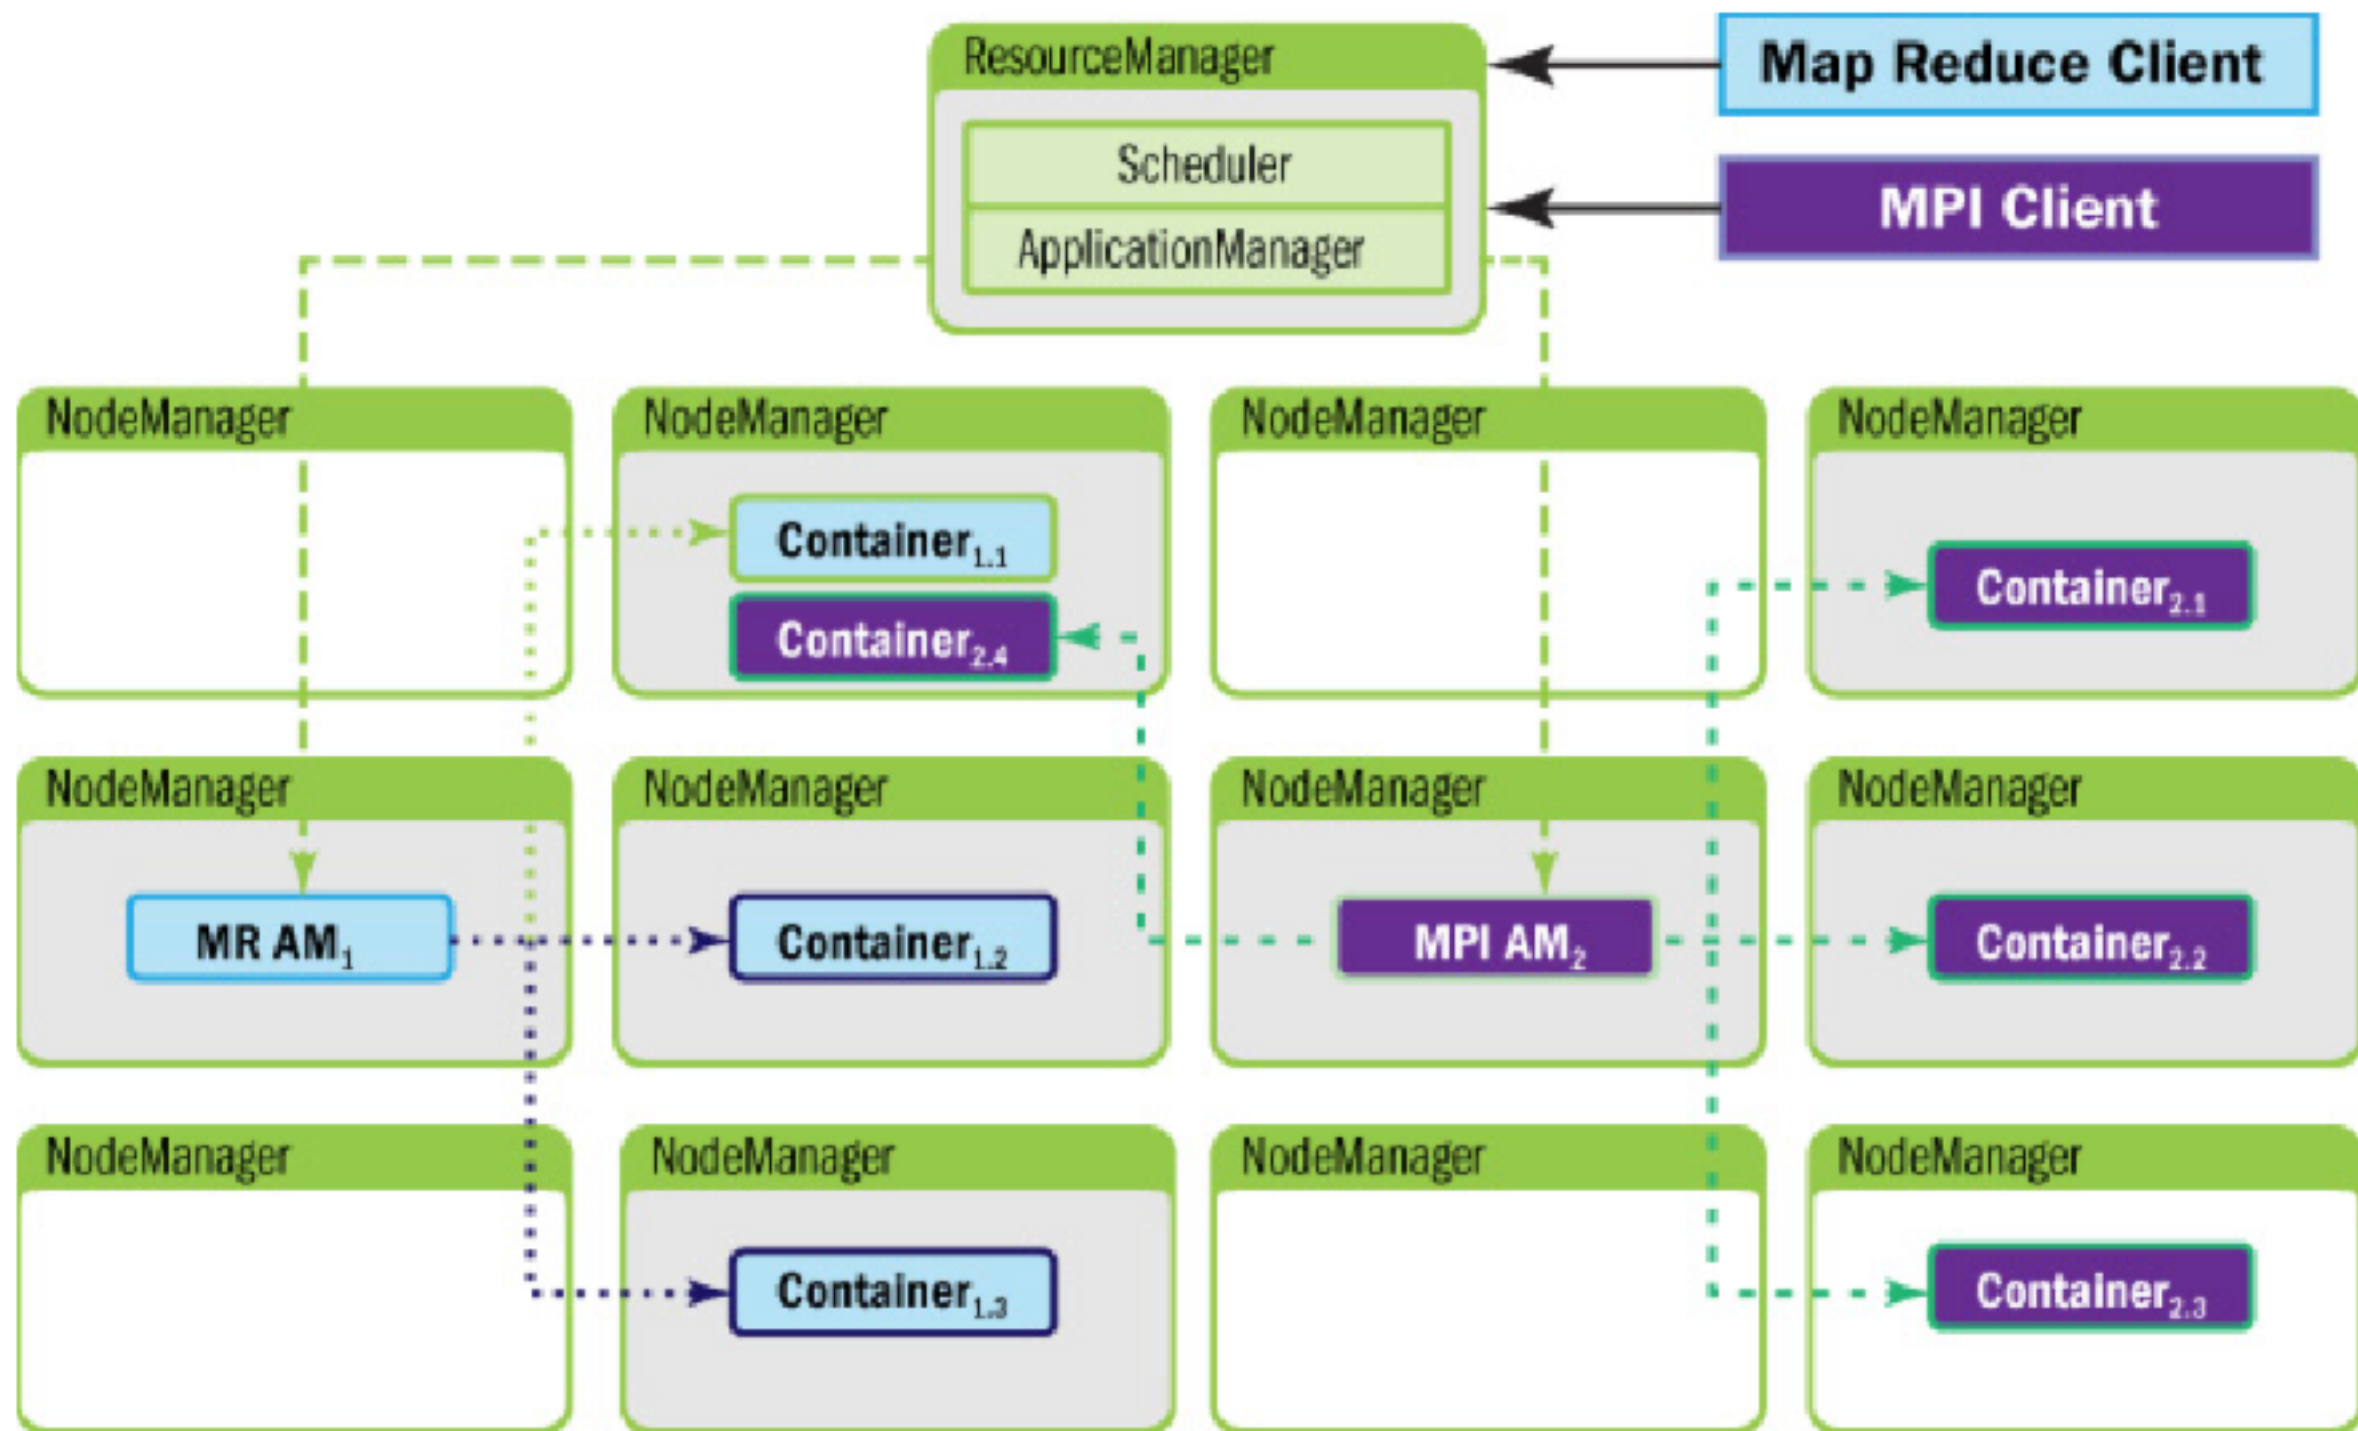 ResourceManager
Map Reduce Client
Scheduler
MPI Client
ApplicationManager
NodeManager
NodeManager
NodeManager
NodeManager
Container1.1
Container2.4
Container2.1
NodeManager
NodeManager
NodeManager
NodeManager
MR AM1
Container1.2
MPI AM2
Container2.2
NodeManager
NodeManager
NodeManager
NodeManager
Container1.3
Container2.3